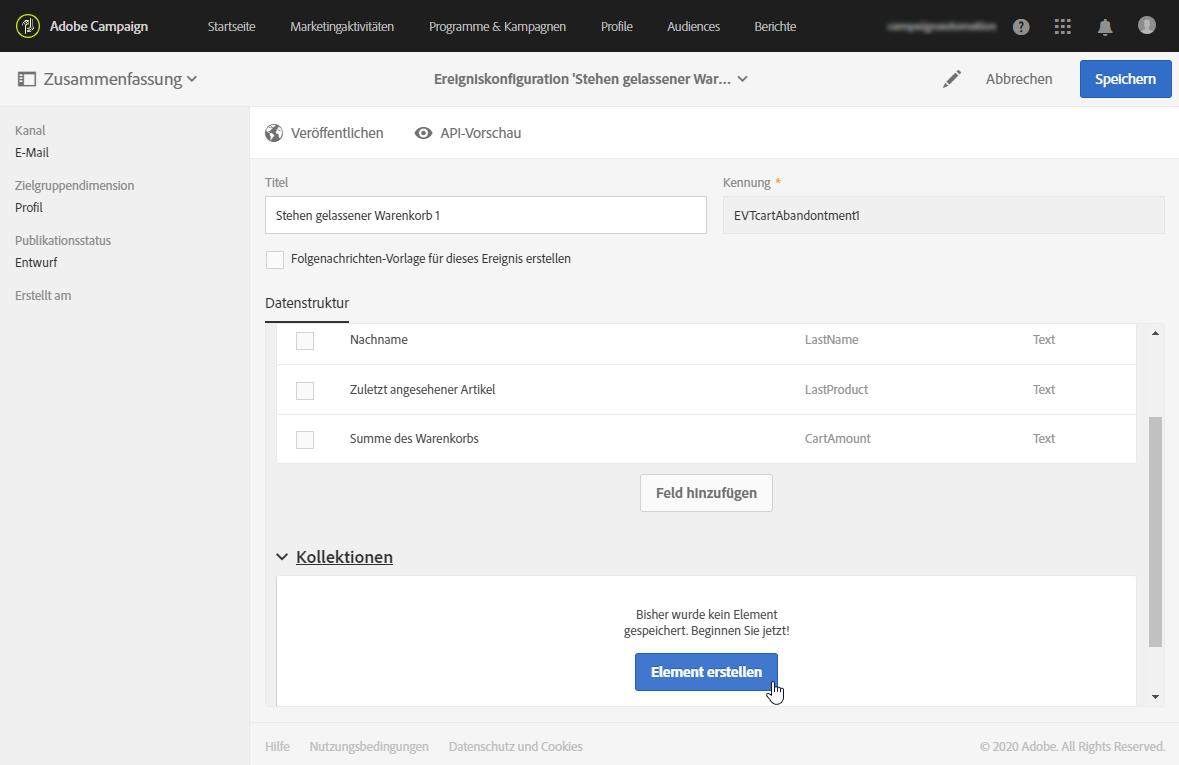 Adobe Campaign
Startseite
Marketingaktivitäten
Programme & Kampagnen
Profile
Audiences
Berichte
Zusammenfassung
Ereigniskonfiguration 'Stehen gelassener War...
Abbrechen
Speichern
Kanal
E-Mail
Zielgruppendimension
Profil
Publikationsstatus
Entwurf
Erstellt am
Veröffentlichen
API-Vorschau
Titel
Kennung *
Stehen gelassener Warenkorb 1
EVTcartAbandontment1
Folgenachrichten-Vorlage für dieses Ereignis erstellen
Datenstruktur
Nachname LastName Text
Zuletzt angesehener Artikel LastProduct Text
Summe des Warenkorbs CartAmount Text
Feld hinzufügen
Kollektionen
Bisher wurde kein Element
gespeichert. Beginnen Sie jetzt!
Element erstellen
Hilfe
Nutzungsbedingungen
Datenschutz und Cookies
© 2020 Adobe. All Rights Reserved.